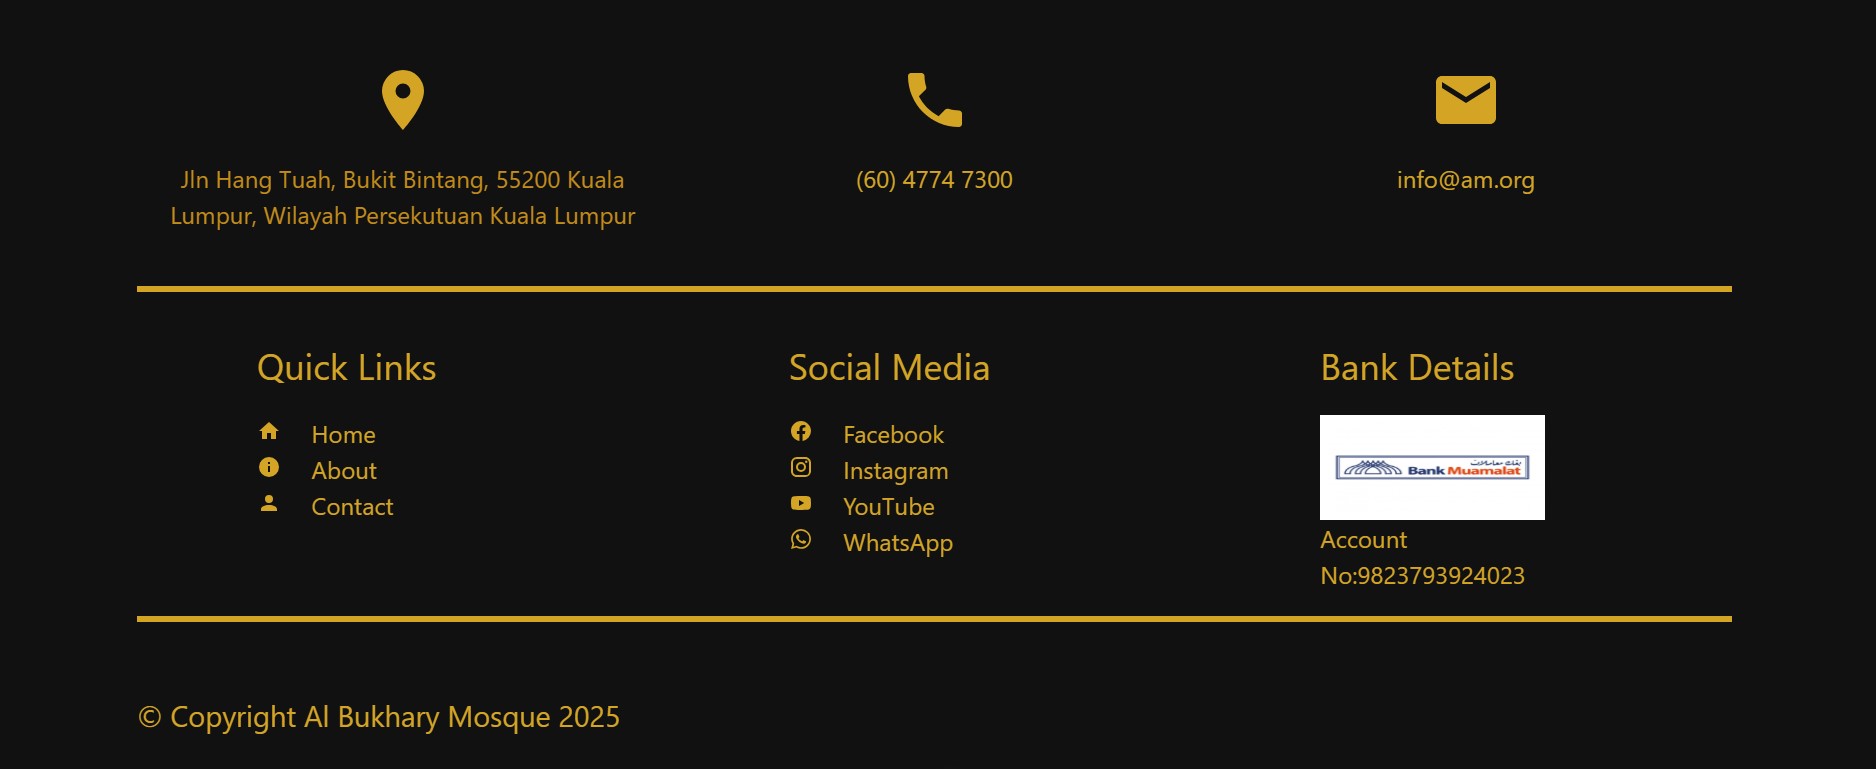 Jln Hang Tuah, Bukit Bintang, 55200 Kuala
Lumpur, Wilayah Persekutuan Kuala Lumpur
(60) 4774 7300
info@am.org
Quick Links
Home
About
Contact
Social Media
Facebook
Instagram
YouTube
WhatsApp
Bank Details
بنك معاملات
Bank Muamalat
Account
No:9823793924023
© Copyright Al Bukhary Mosque 2025